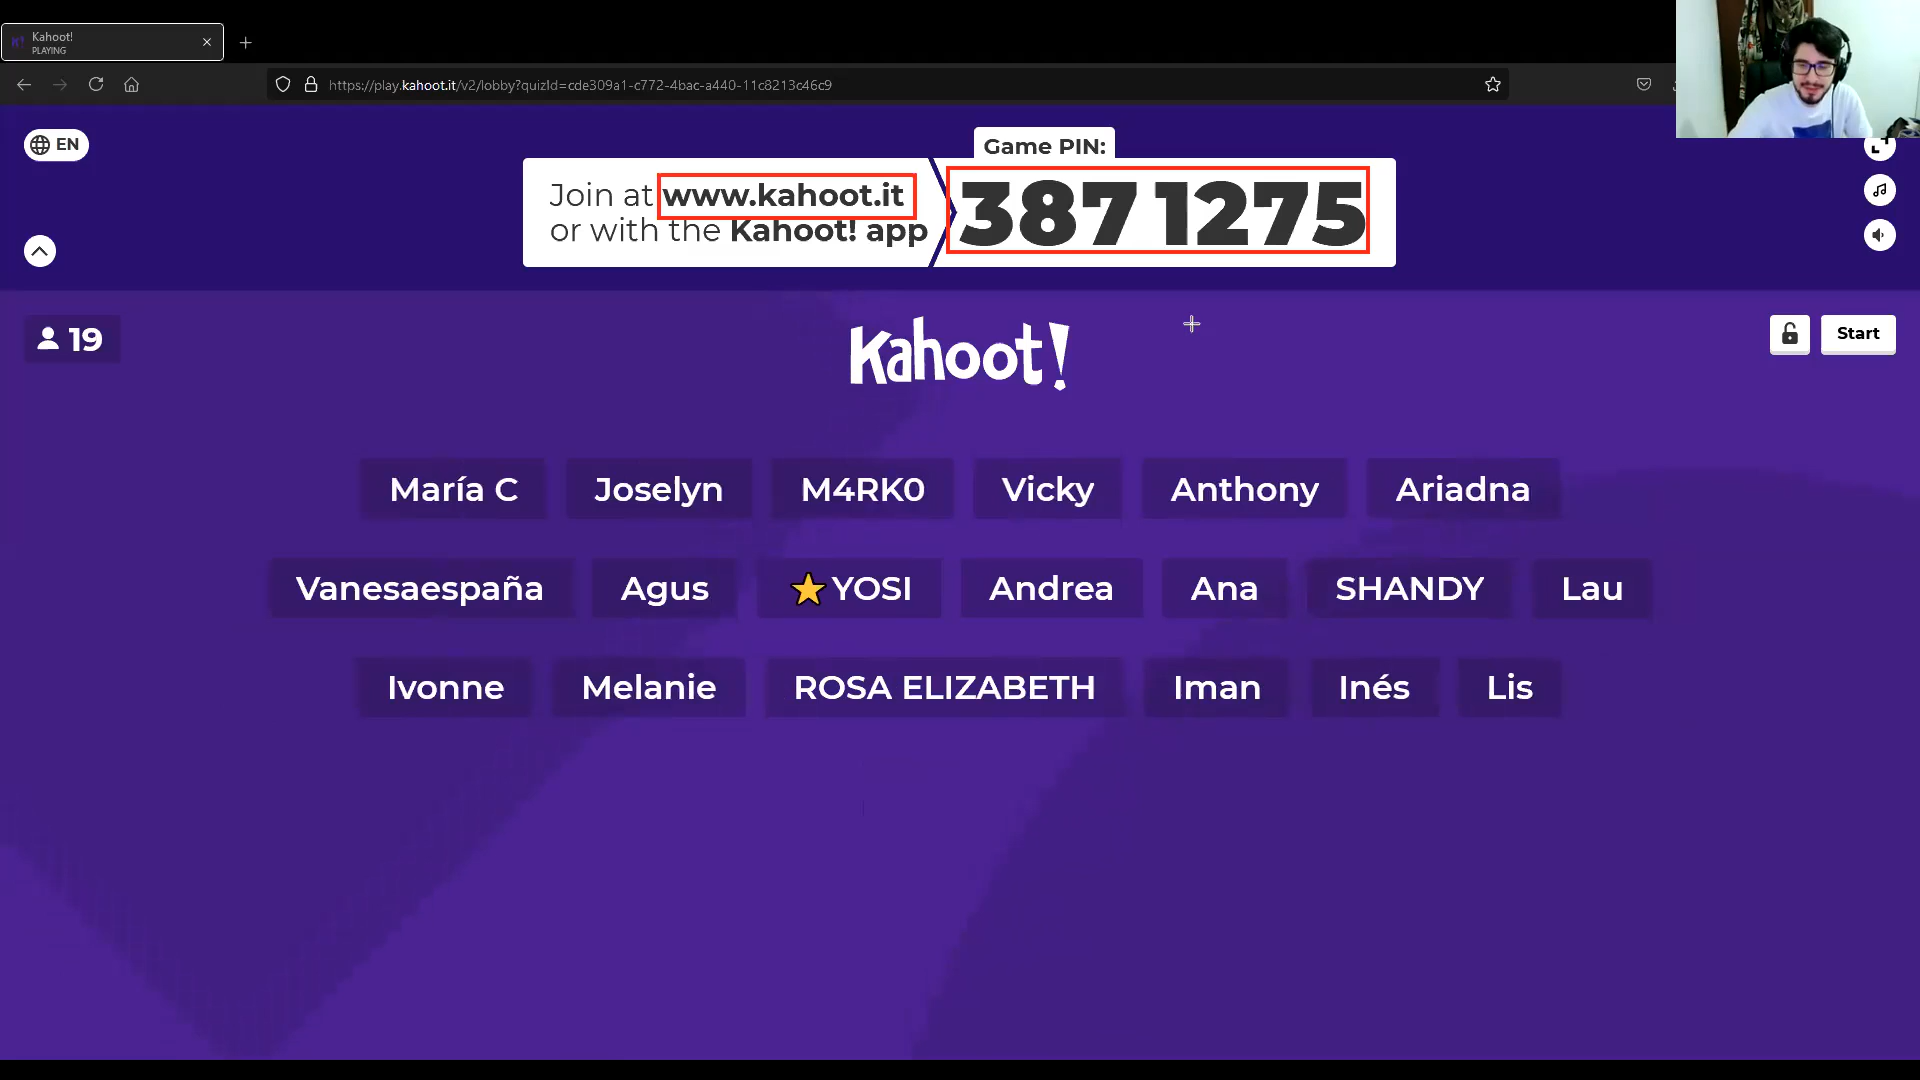 Kahoot!
PLAYING
https://play.kahoot.it/v2/lobby?quizId=cde309a1-c772-4bac-a440-11c8213c46c9
EN
Game PIN:
Join at www.kahoot.it
or with the Kahoot! app
387 1275
19
Kahoot!
Start
María C Joselyn M4RK0 Vicky Anthony Ariadna
Vanesaespaña Agus YOSI Andrea Ana SHANDY Lau
Ivonne Melanie ROSA ELIZABETH Iman Inés Lis